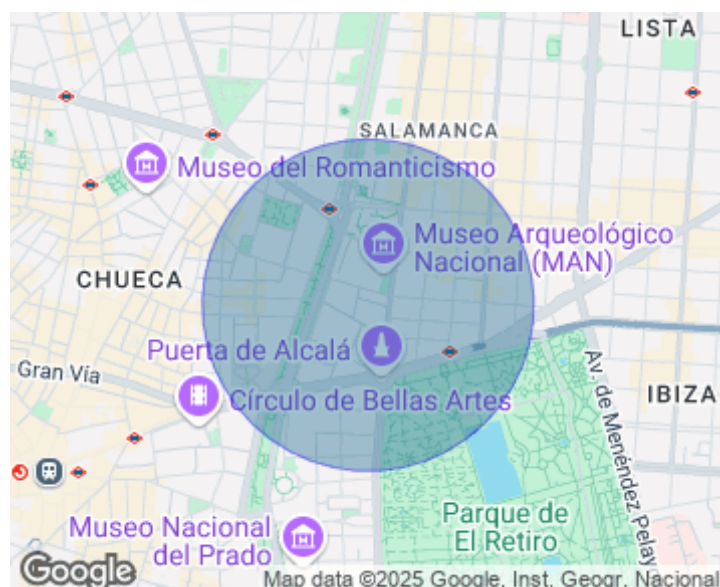 LISTA
SALAMANCA
Museo del Romanticismo
Museo Arqueológico
Nacional (MAN)
CHUECA
Puerta de Alcalá
Gran Vía
Círculo de Bellas Artes
Av. de Menéndez Pelay
IBIZA
Parque de
El Retiro
Museo Nacional
del Prado
Google
Map data ©2025 Google, Inst. Geogr. Nacional